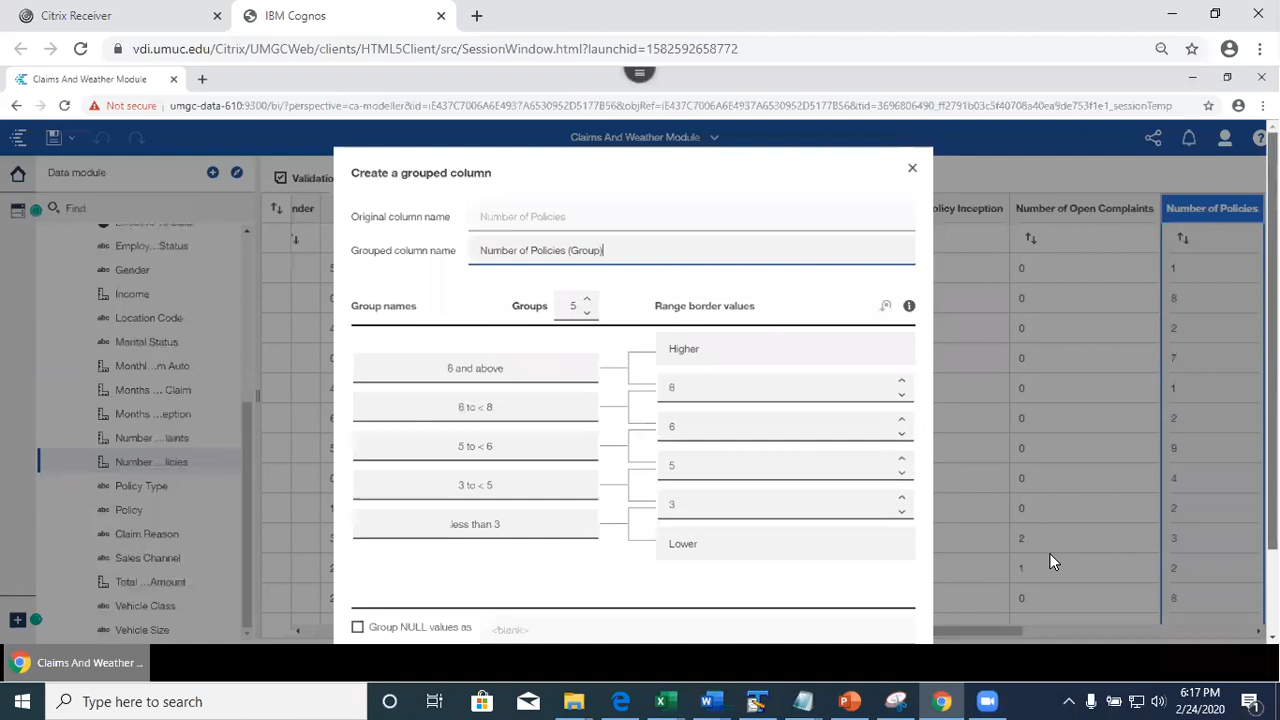 Citrix Receiver
IBM Cognos
vdi.umuc.edu/Citrix/UMGCWeb/clients/HTML5Client/src/SessionWindow.html?launchid=1582592658772
Claims And Weather Module
Not secure
umgc-data-610:9300/bi/?perspective=ca-modeller&id=iE437C7006A6E4937A6530952D5177B56&objRef=iE437C7006A6E4937A6530952D5177B56&tid=3696806490_ff2791b03c5f40708a40ea9de753f1e1_sessionTemp
Claims And Weather Module
Data module
Validation
Find
Employ...Status
Gender
Income
Location Code
Marital Status
Monthl...m Auto
Months ... Claim
Months ...eption
Number ...laints
Number...licies
Policy Type
Policy
Claim Reason
Sales Channel
Total ...Amount
Vehicle Class
Vehicle Size
nder
Create a grouped column
Original column name
Number of Policies
Grouped column name
Number of Policies (Group)
Group names
Groups
5
Range border values
8 and above
6 to < 8
5 to < 6
3 to < 5
less than 3
Higher
8
6
5
3
Lower
Group NULL values as
<blank>
olicy Inception
Number of Open Complaints
Number of Policies
0 1
0 8
0 2
0 7
0 1
0 2
0 9
0 4
0 1
2 3
1 2
0 8
Claims And Weather ...
Type here to search
6:17 PM
2/24/2020